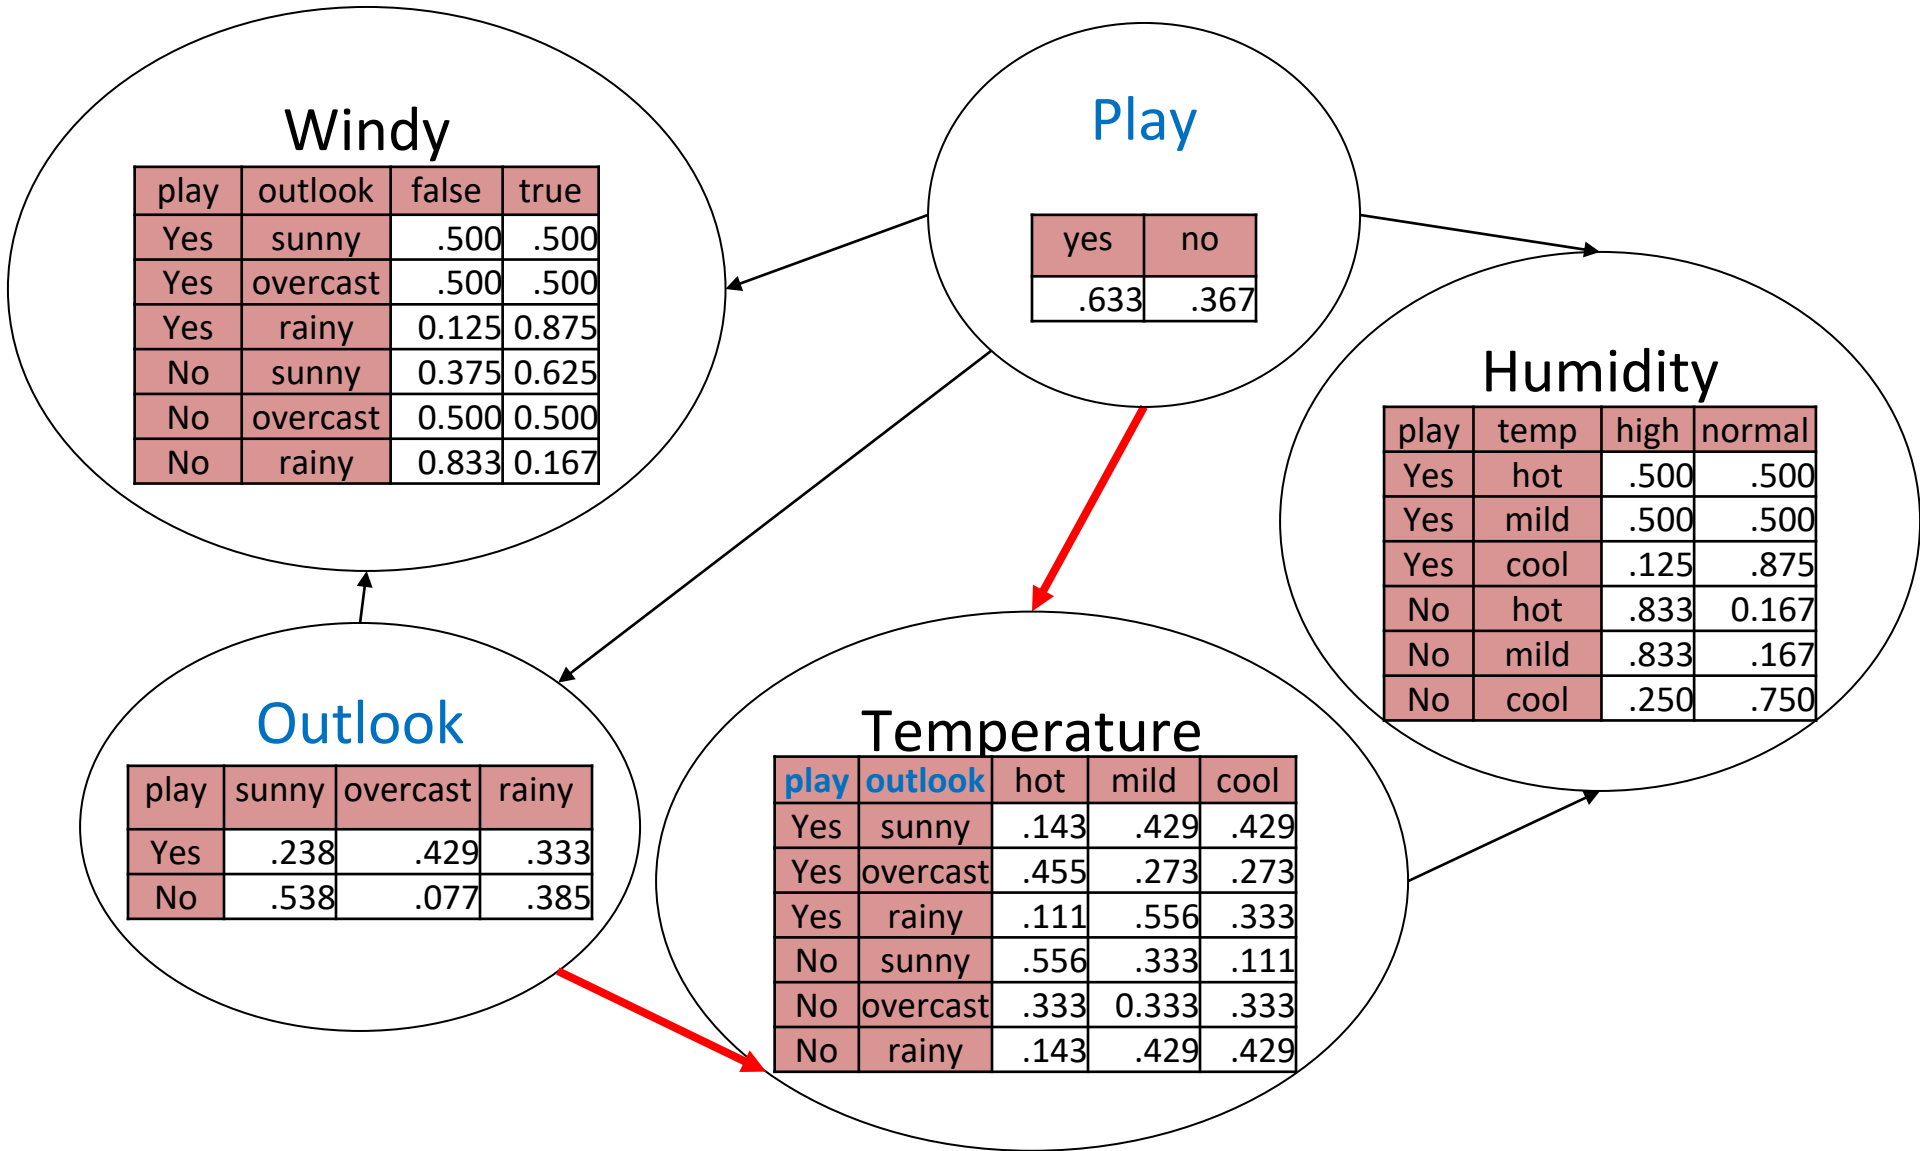 Windy
play outlook false true
Yes sunny .500 .500
Yes overcast .500 .500
Yes rainy 0.125 0.875
No sunny 0.375 0.625
No overcast 0.500 0.500
No rainy 0.833 0.167
Play
yes no
.633 .367
Humidity
play temp high normal
Yes hot .500 .500
Yes mild .500 .500
Yes cool .125 .875
No hot .833 0.167
No mild .833 .167
No cool .250 .750
Outlook
play sunny overcast rainy
Yes .238 .429 .333
No .538 .077 .385
Temperature
play outlook hot mild cool
Yes sunny .143 .429 .429
Yes overcast .455 .273 .273
Yes rainy .111 .556 .333
No sunny .556 .333 .111
No overcast .333 0.333 .333
No rainy .143 .429 .429